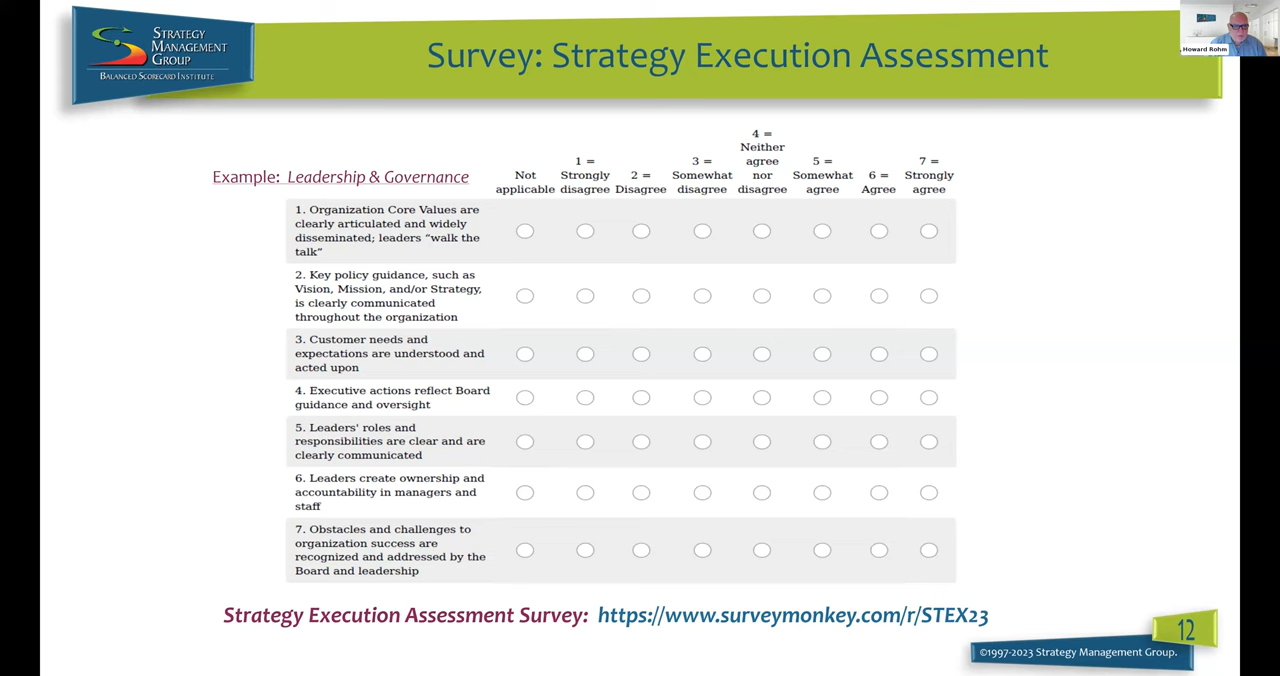 STRATEGY
MANAGEMENT
GROUP
BALANCED SCORECARD INSTITUTE
Survey: Strategy Execution Assessment
Howard Rohm
Example: Leadership & Governance
Not
applicable
1 =
Strongly
disagree
2 =
Disagree
3 =
Somewhat
disagree
4 =
Neither
agree
nor
disagree
5 =
Somewhat
agree
6 =
Agree
7 =
Strongly
agree
1. Organization Core Values are
clearly articulated and widely
disseminated; leaders “walk the
talk”
2. Key policy guidance, such as
Vision, Mission, and/or Strategy,
is clearly communicated
throughout the organization
3. Customer needs and
expectations are understood and
acted upon
4. Executive actions reflect Board
guidance and oversight
5. Leaders' roles and
responsibilities are clear and are
clearly communicated
6. Leaders create ownership and
accountability in managers and
staff
7. Obstacles and challenges to
organization success are
recognized and addressed by the
Board and leadership
Strategy Execution Assessment Survey: https://www.surveymonkey.com/r/STEX23
12
©1997-2023 Strategy Management Group.